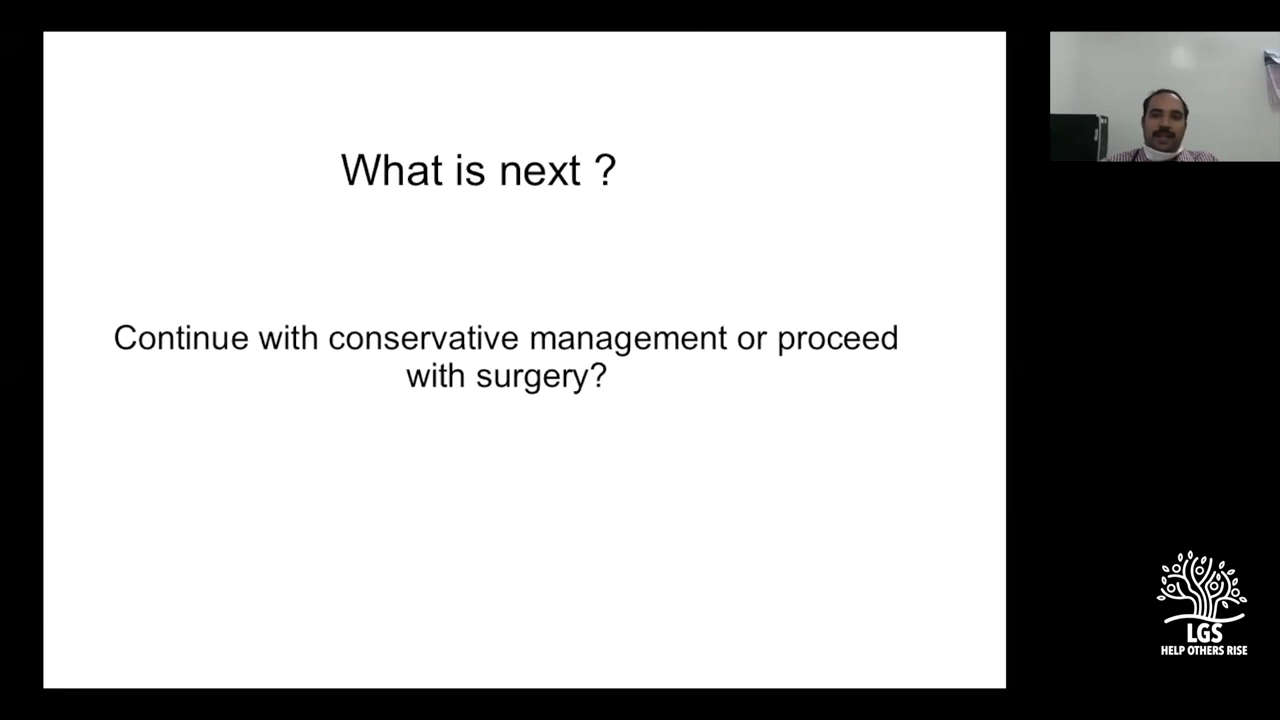 What is next ?
Continue with conservative management or proceed
with surgery?
LGS
HELP OTHERS RISE